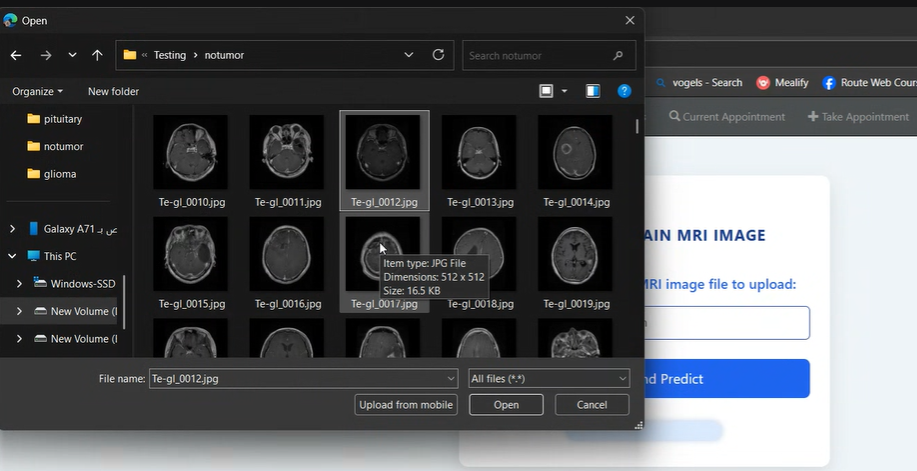 Open
Testing > notumor
Search notumor
Organize
New folder
vogels - Search
Mealify
Route Web Cours
Current Appointment
Take Appointment
pituitary
notumor
glioma
Galaxy A71 ص بـ
This PC
Windows-SSD
New Volume (
New Volume (
Te-gl_0010.jpg
Te-gl_0011.jpg
Te-gl_0012.jpg
Te-gl_0013.jpg
Te-gl_0014.jpg
Te-gl_0015.jpg
Te-gl_0016.jpg
Te-gl_0017.jpg
Te-gl_0018.jpg
Te-gl_0019.jpg
Item type: JPG File
Dimensions: 512 x 512
Size: 16.5 KB
AIN MRI IMAGE
MRI image file to upload:
nd Predict
File name:
Te-gl_0012.jpg
All files (*.*)
Upload from mobile
Open
Cancel